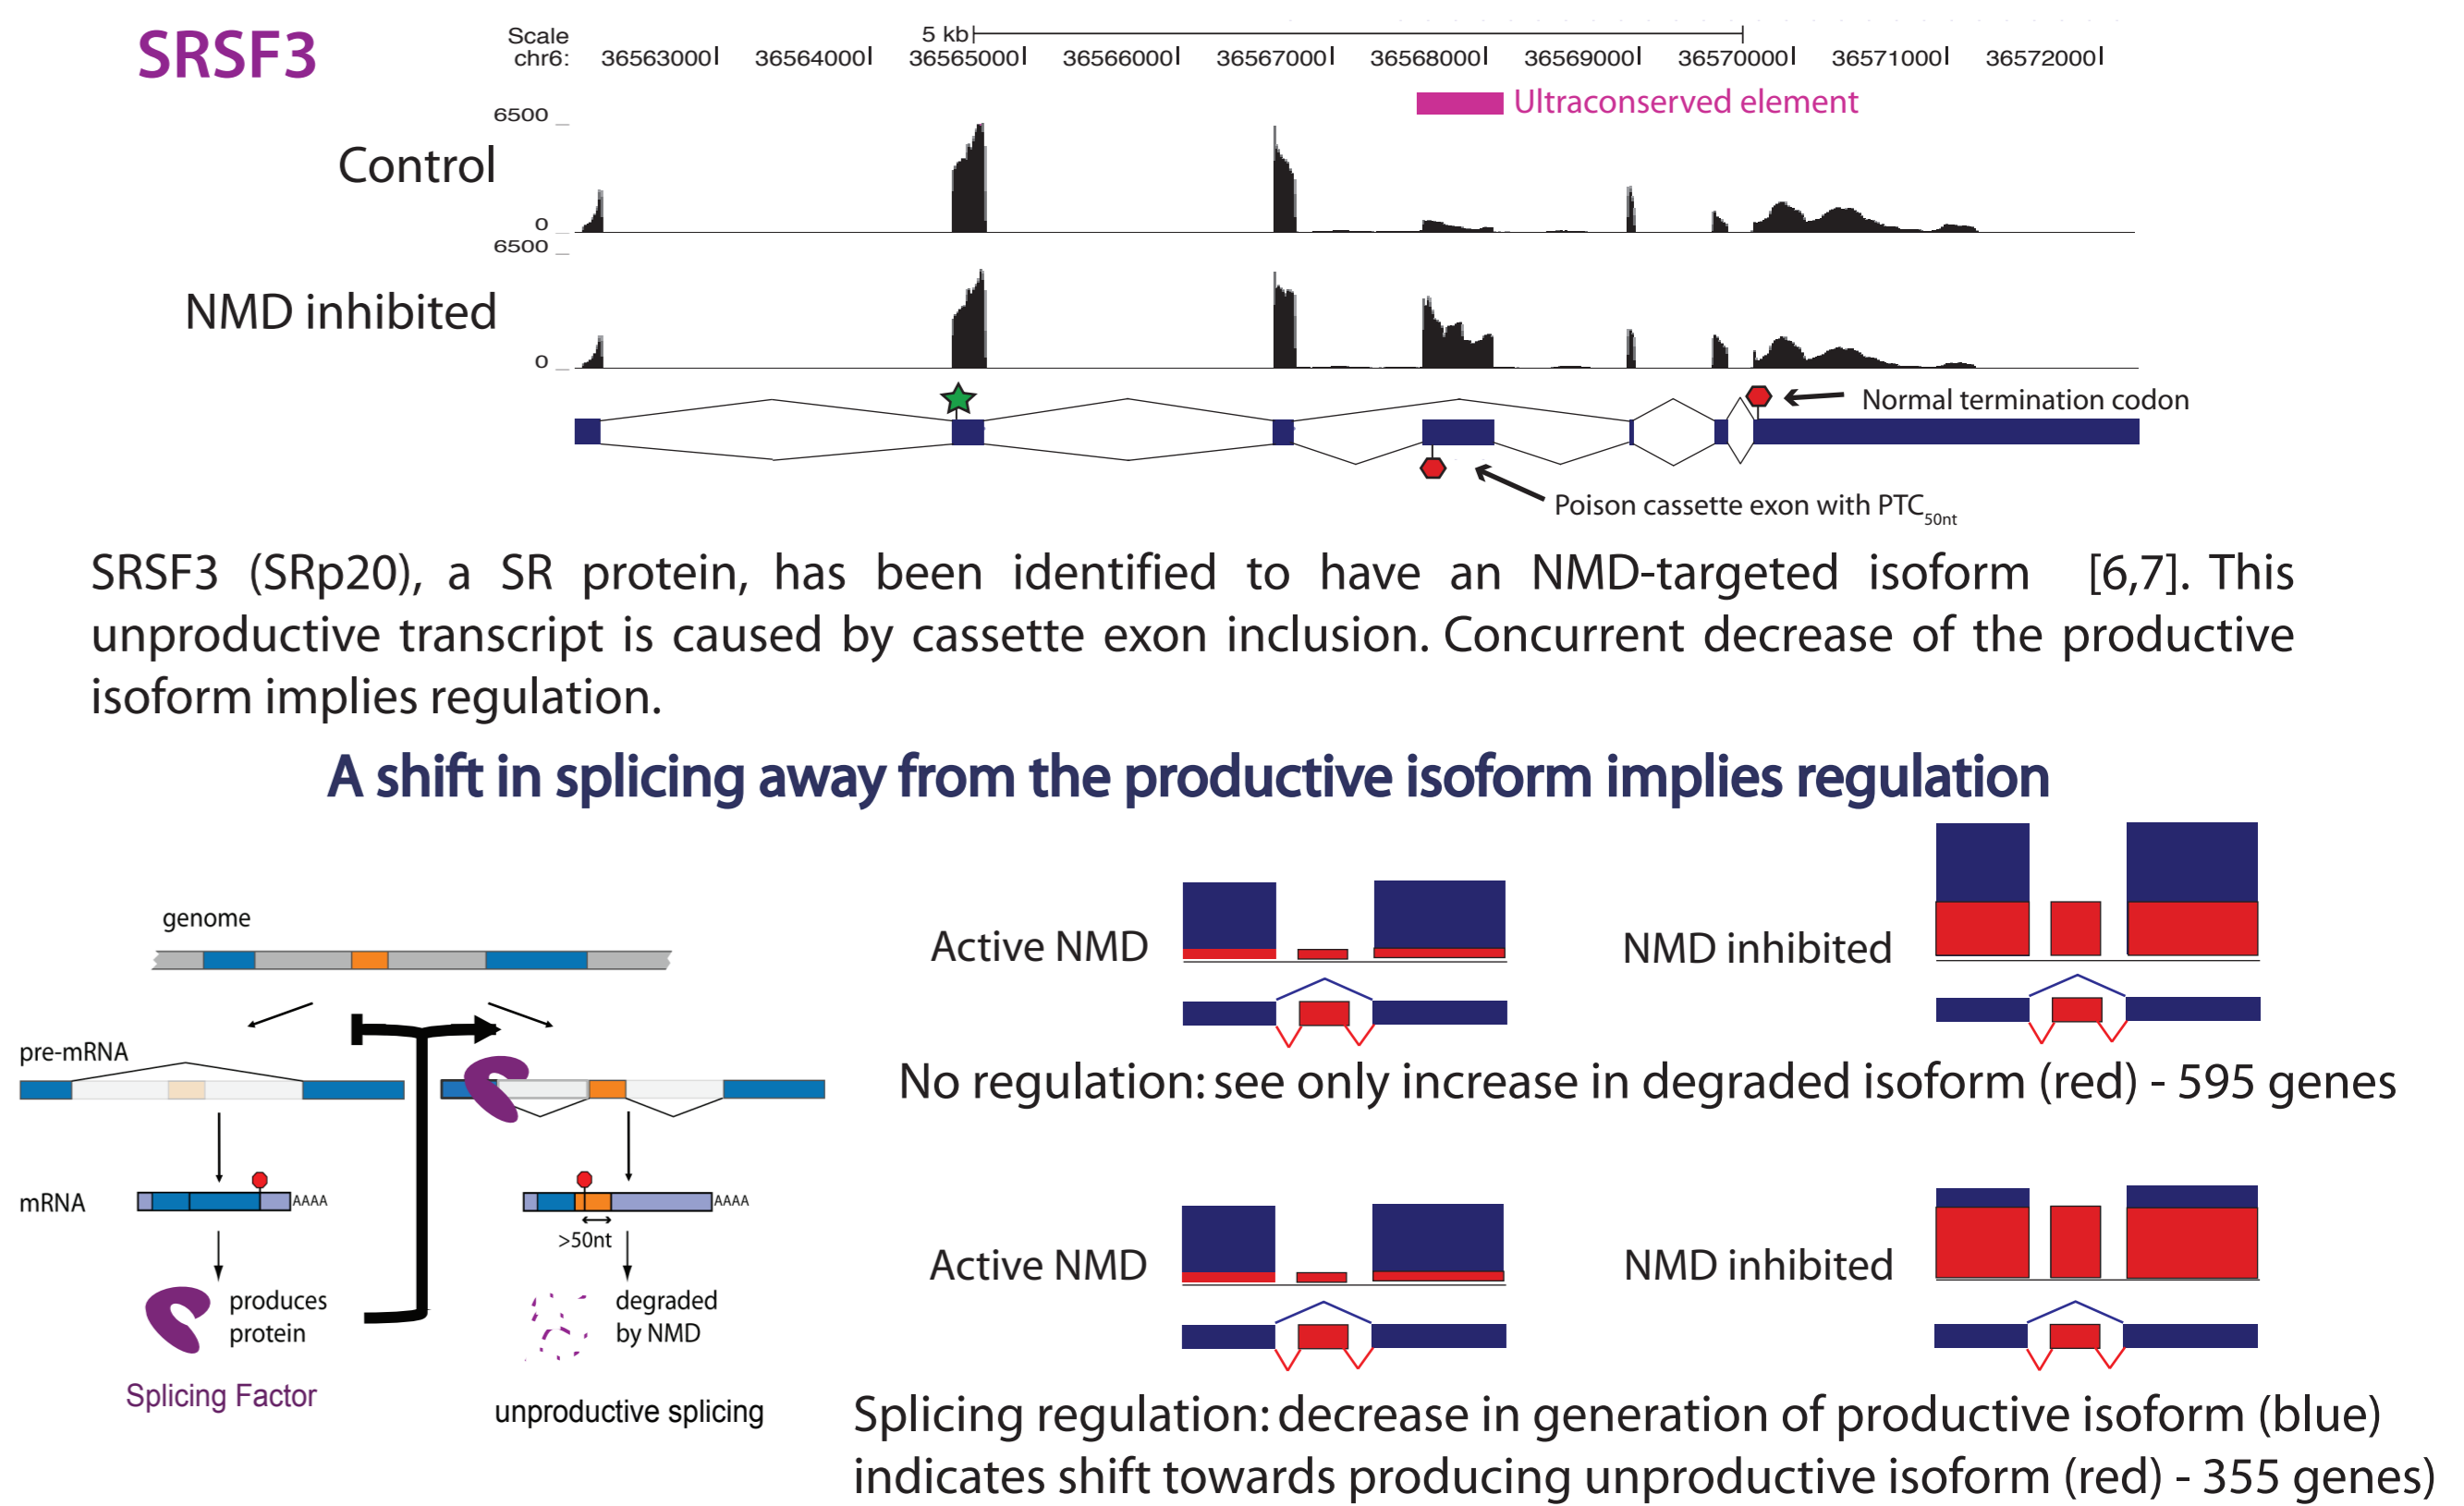 SRSF3
Scale
5 kb
chr6:
36563000
36564000
36565000
36566000
36567000
36568000
36569000
36570000
36571000
36572000
Ultraconserved element
6500
Control
0
6500
NMD inhibited
0
Normal termination codon
Poison cassette exon with PTC50nt
SRSF3 (SRp20), a SR protein, has been identified to have an NMD-targeted isoform [6,7]. This
unproductive transcript is caused by cassette exon inclusion. Concurrent decrease of the productive
isoform implies regulation.
A shift in splicing away from the productive isoform implies regulation
genome
pre-mRNA
mRNA
AAAA
AAAA
>50nt
produces
protein
degraded
by NMD
Splicing Factor
unproductive splicing
Active NMD
NMD inhibited
No regulation: see only increase in degraded isoform (red) - 595 genes
Active NMD
NMD inhibited
Splicing regulation: decrease in generation of productive isoform (blue)
indicates shift towards producing unproductive isoform (red) - 355 genes)